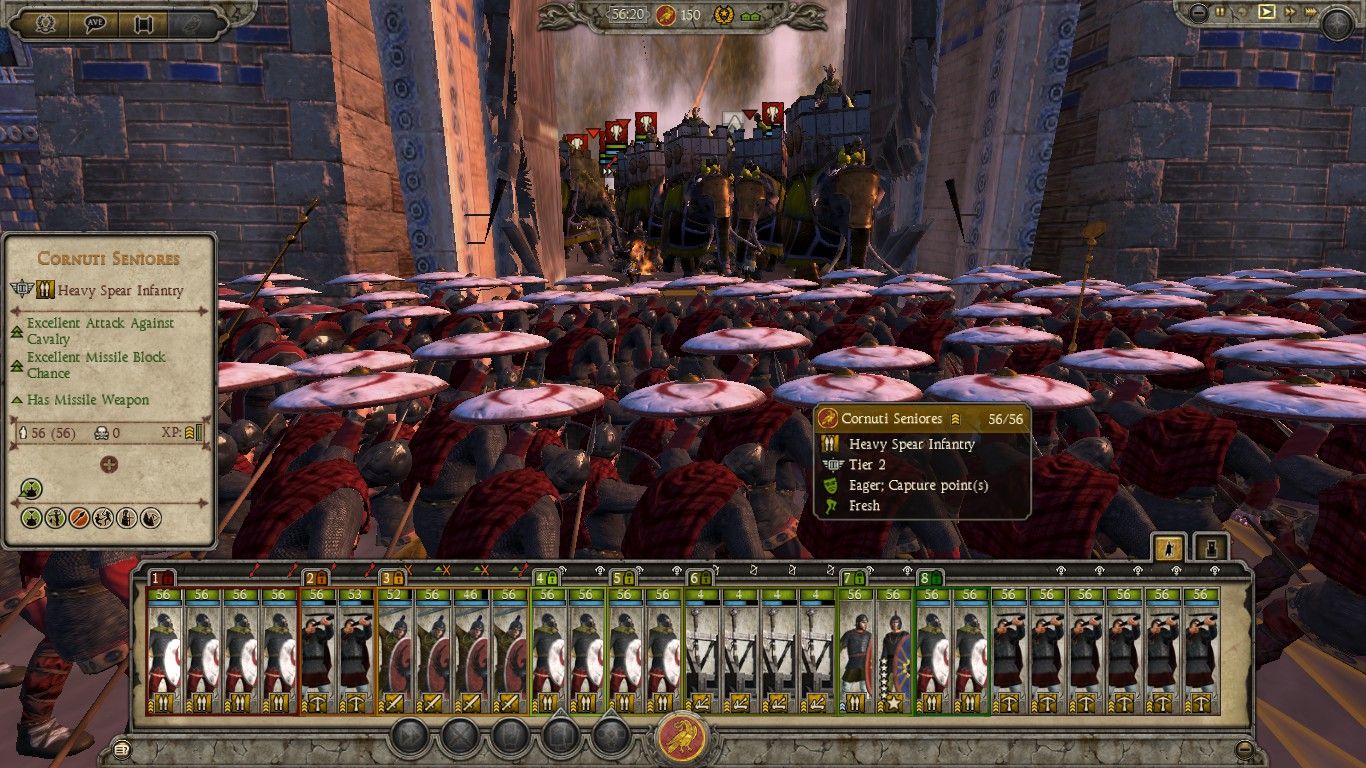 AVE
56:20
150
CORNUTI SENIORES
III
Heavy Spear Infantry
Excellent Attack Against
Cavalry
Excellent Missile Block
Chance
Has Missile Weapon
56 (56)
0
XP:
Cornuti Seniores
56/56
Heavy Spear Infantry
III
Tier 2
Eager; Capture point(s)
Fresh
1
2
3
4
5
6
7
8
56 56 56 56 56 53 52 56 46 56 56 56 56 56 4 4 4 4 56 56 56 56 56 56 56 56 56 56